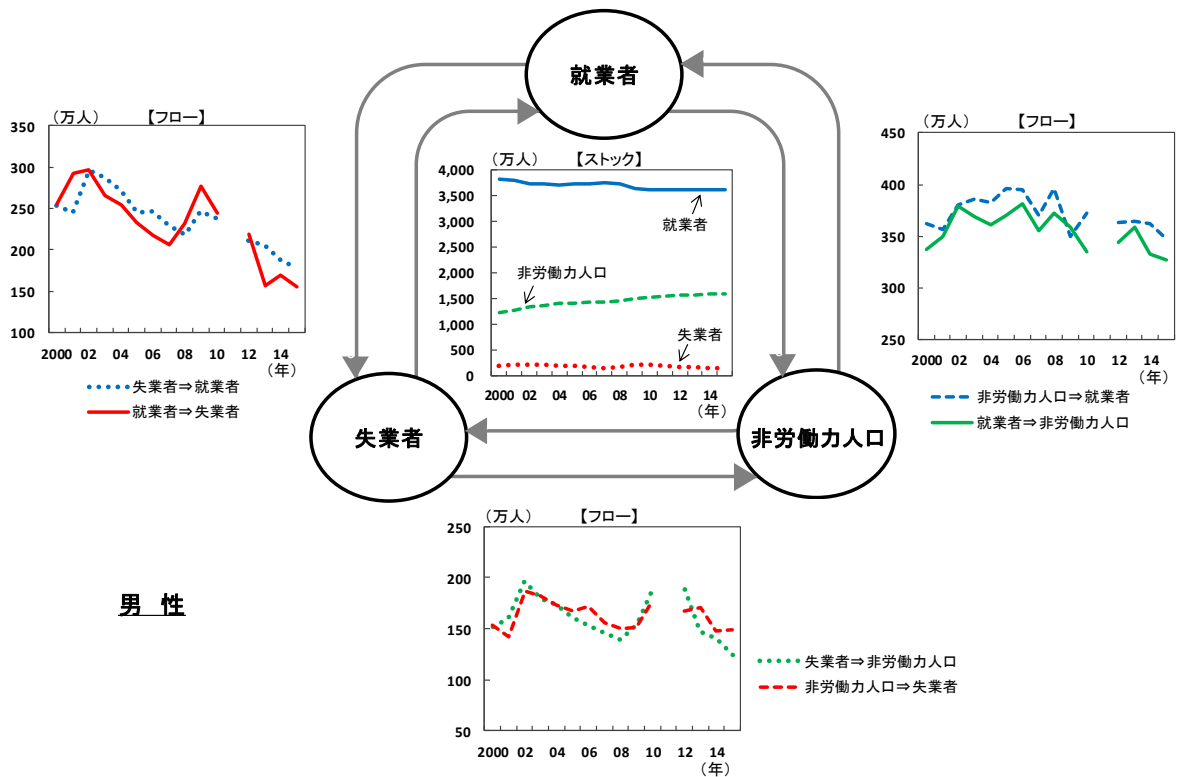 就業者
(万人) 【フロー】
350
300
250
200
150
100
2000 02 04 06 08 10 12 14
(年)
失業者⇒就業者
就業者⇒失業者
(万人) 【ストック】
4,000
3,500
3,000
2,500
2,000
1,500
1,000
500
0
就業者
非労働力人口
失業者
2000 02 04 06 08 10 12 14
(年)
(万人) 【フロー】
450
400
350
300
250
2000 02 04 06 08 10 12 14
(年)
非労働力人口⇒就業者
就業者⇒非労働力人口
失業者
非労働力人口
(万人) 【フロー】
250
200
150
100
50
2000 02 04 06 08 10 12 14
(年)
失業者⇒非労働力人口
非労働力人口⇒失業者
男 性